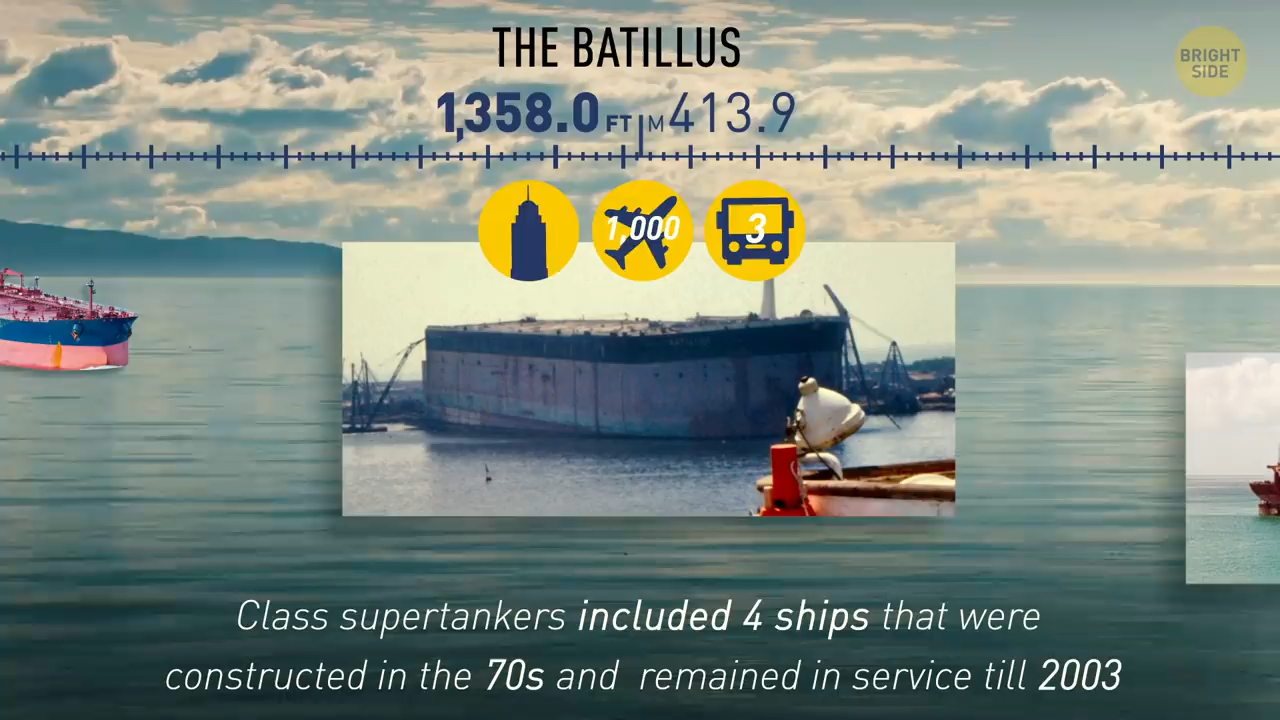 THE BATILLUS
BRIGHT
SIDE
1,358.0 FT M 413.9
1,000
3
BATILLUS
Class supertankers included 4 ships that were
constructed in the 70s and remained in service till 2003